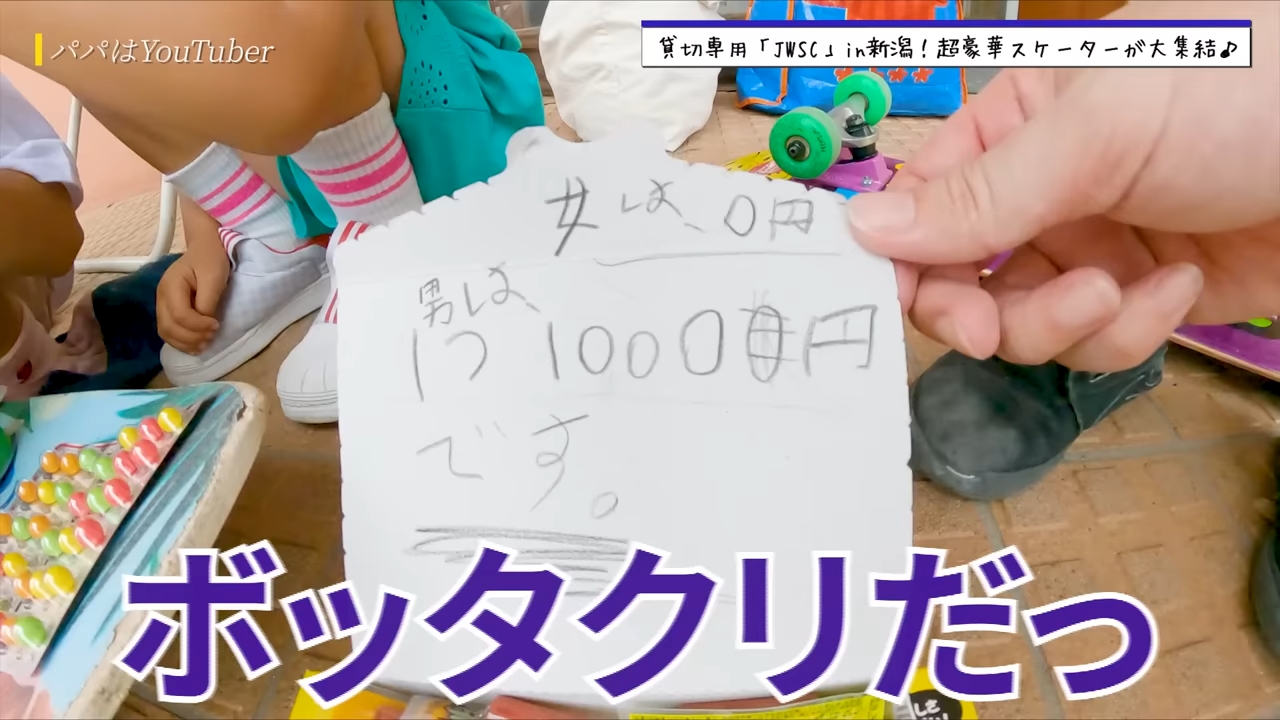 パパはYouTuber
貸切専用「JWSC」in新潟！超豪華スケーターが大集結♪
女は、0円
男は、
1つ 10000円
です。
ボッタクリだっ